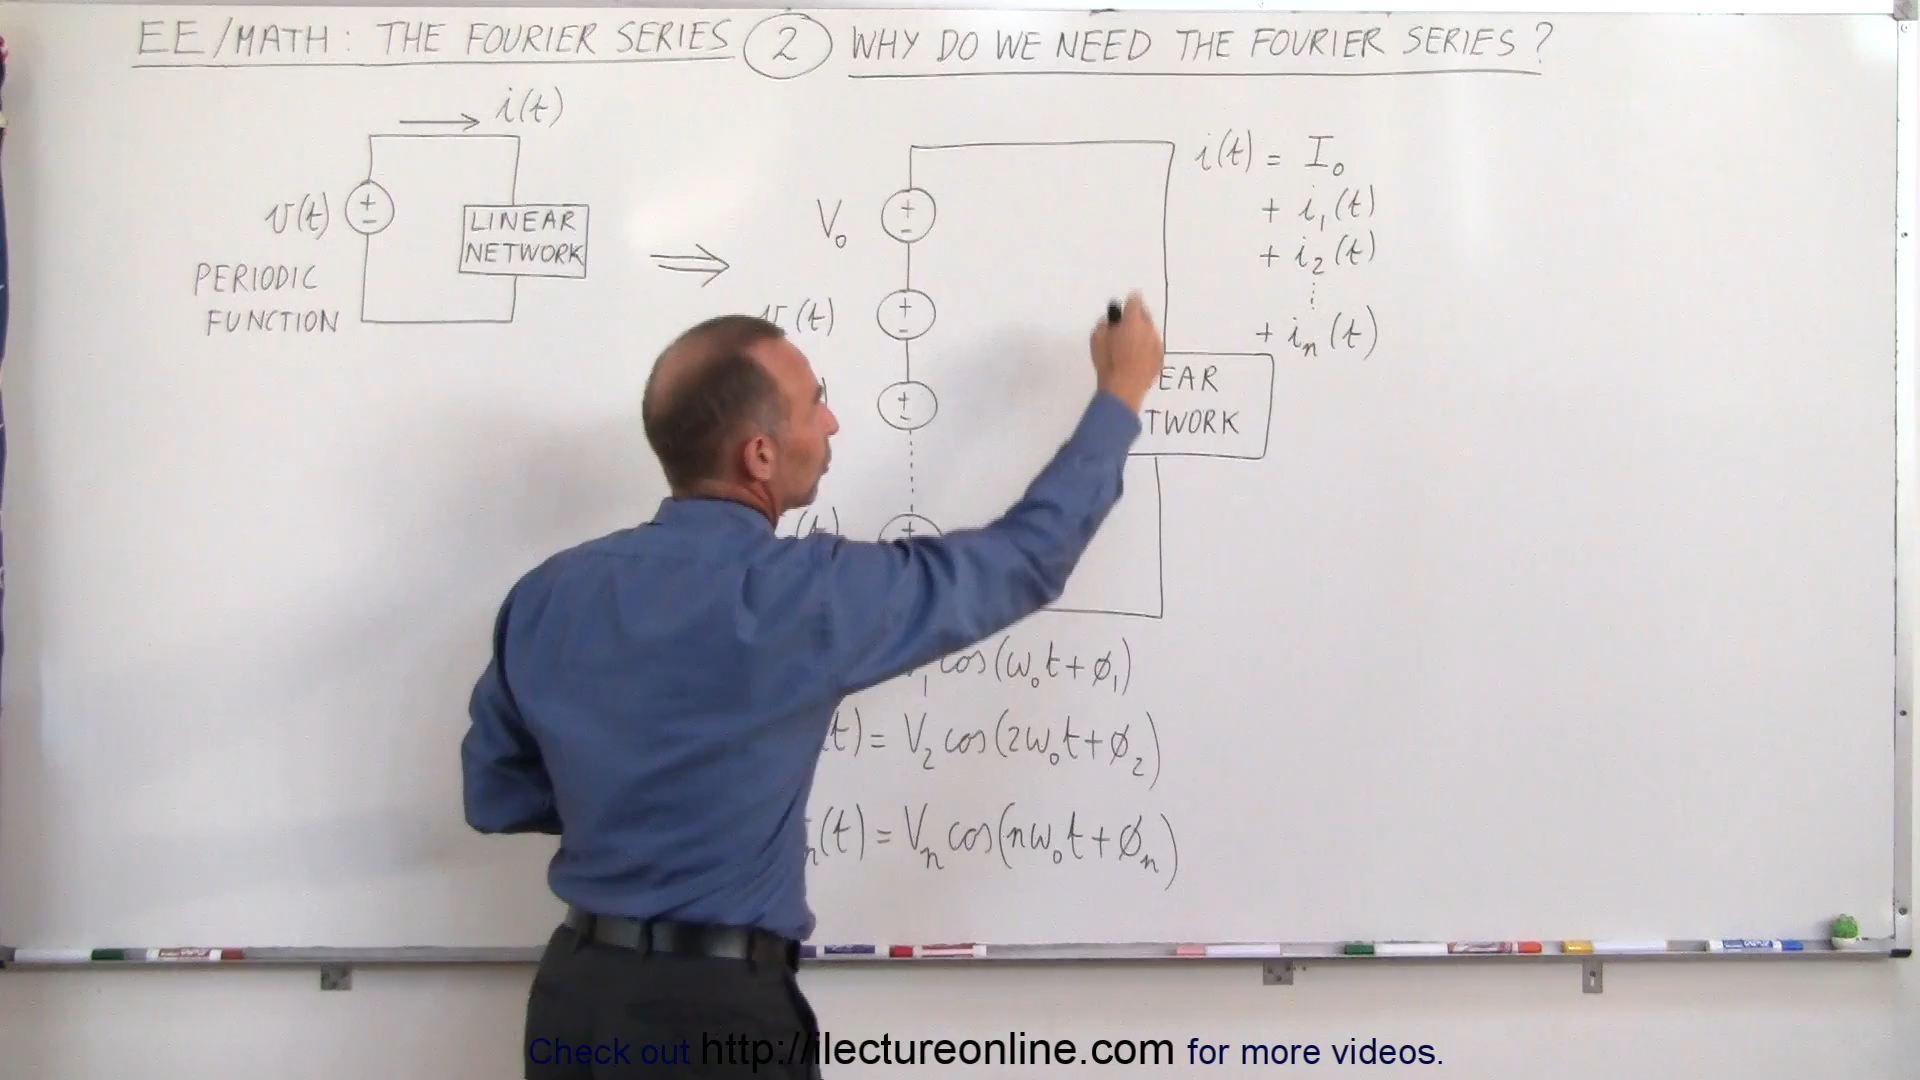 EE/MATH: THE FOURIER SERIES 2 WHY DO WE NEED THE FOURIER SERIES?
i(t)
v(t)
+
-
LINEAR
NETWORK
PERIODIC
FUNCTION
⇒
V₀
+
-
(t)
+
-
+
-
(t)
+
i(t) = I₀
+ i₁(t)
+ i₂(t)
⋮
+ iₙ(t)
EAR
TWORK
cos(ω₀t+ø₁)
t) = V₂ cos(2ω₀t+ø₂)
ₙ(t) = Vₙ cos(nω₀t+øₙ)
Check out http://ilectureonline.com for more videos.